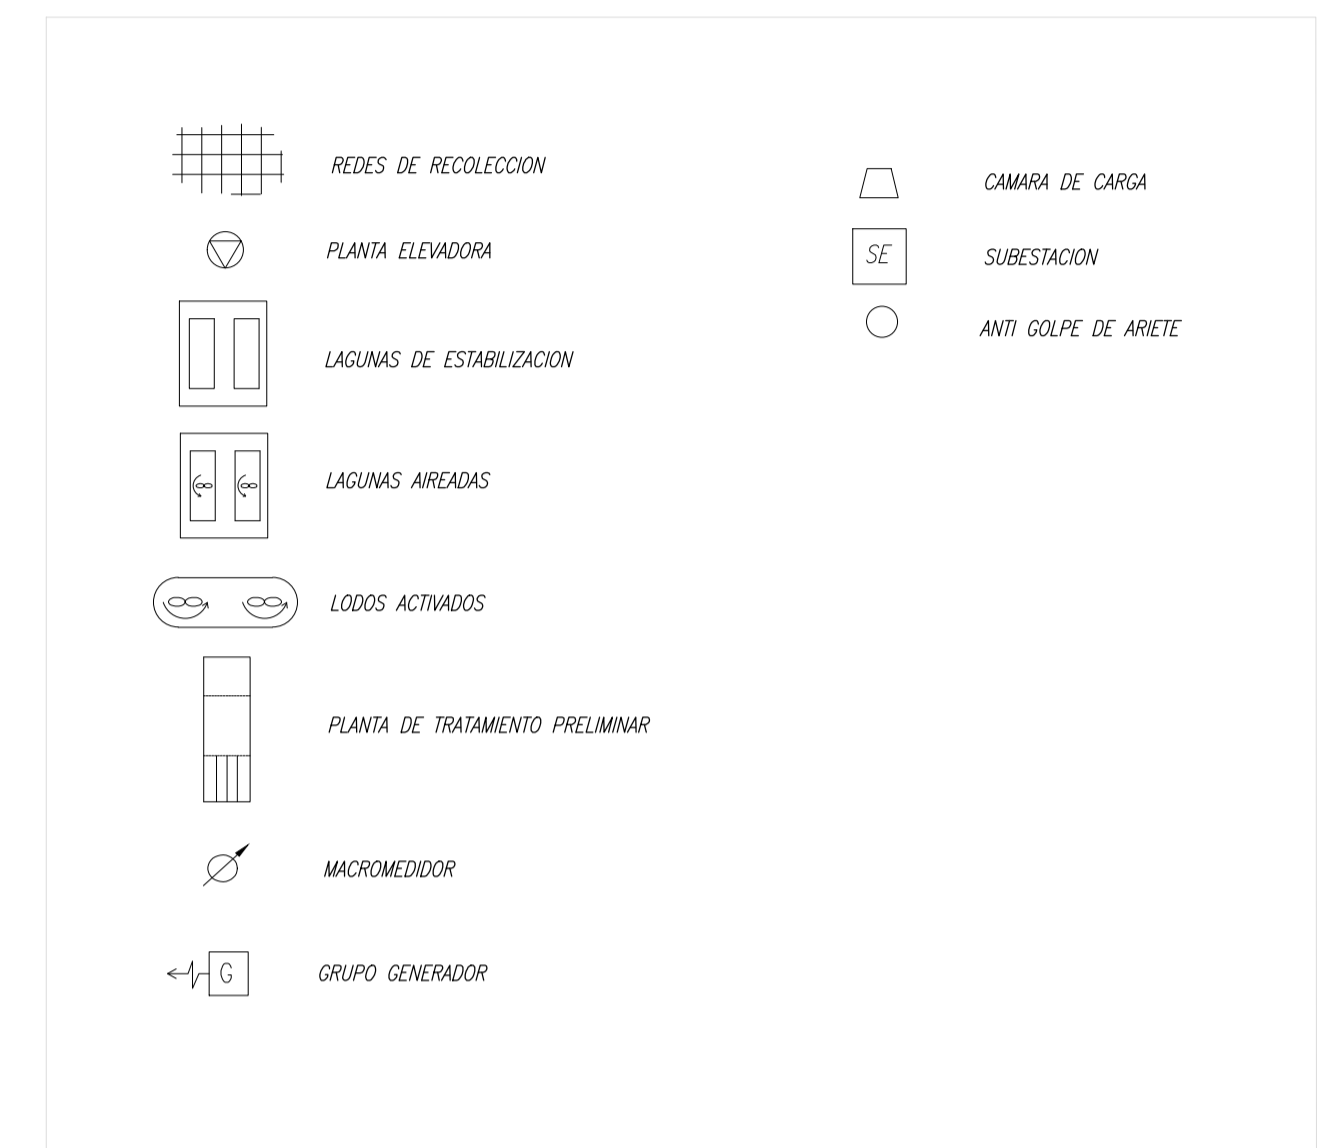 REDES DE RECOLECCION
PLANTA ELEVADORA
LAGUNAS DE ESTABILIZACION
LAGUNAS AIREADAS
LODOS ACTIVADOS
PLANTA DE TRATAMIENTO PRELIMINAR
MACROMEDIDOR
G GRUPO GENERADOR
CAMARA DE CARGA
SE SUBESTACION
ANTI GOLPE DE ARIETE